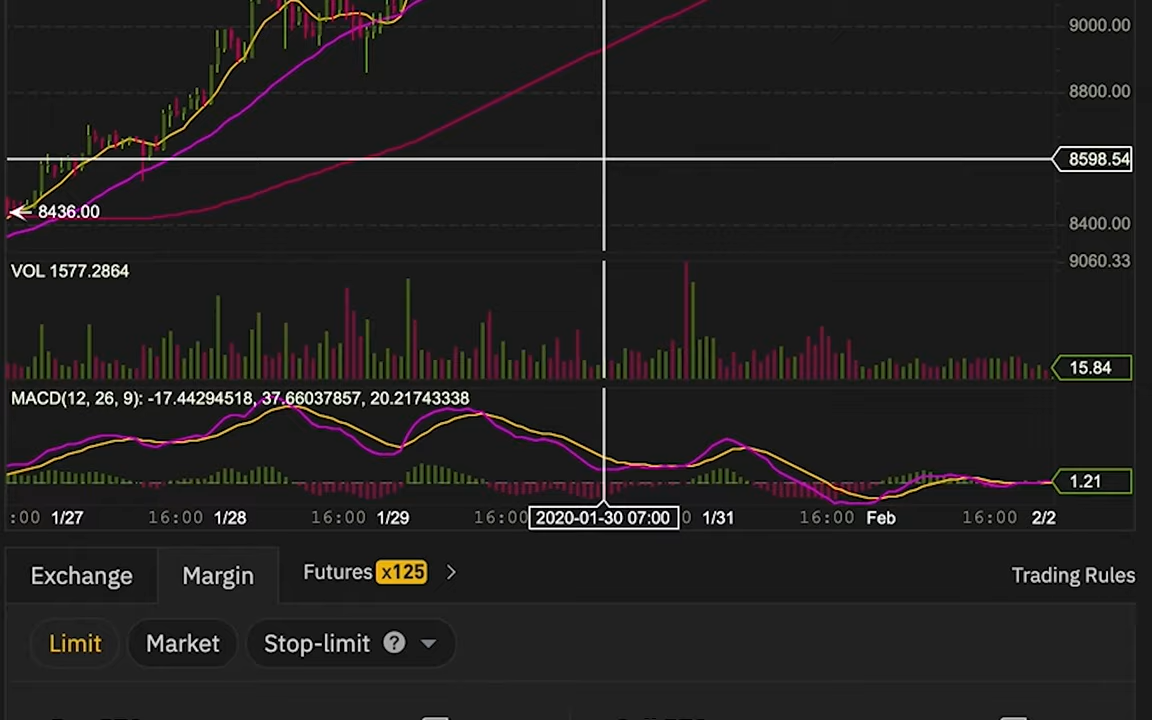 9000.00
8800.00
8598.54
8436.00
8400.00
VOL 1577.2864
9060.33
15.84
MACD(12, 26, 9): -17.44294518, 37.66037857, 20.21743338
1.21
:00 1/27 16:00 1/28 16:00 1/29 16:00 2020-01-30 07:00 0 1/31 16:00 Feb 16:00 2/2
Exchange Margin Futures x125 > Trading Rules
Limit Market Stop-limit ?